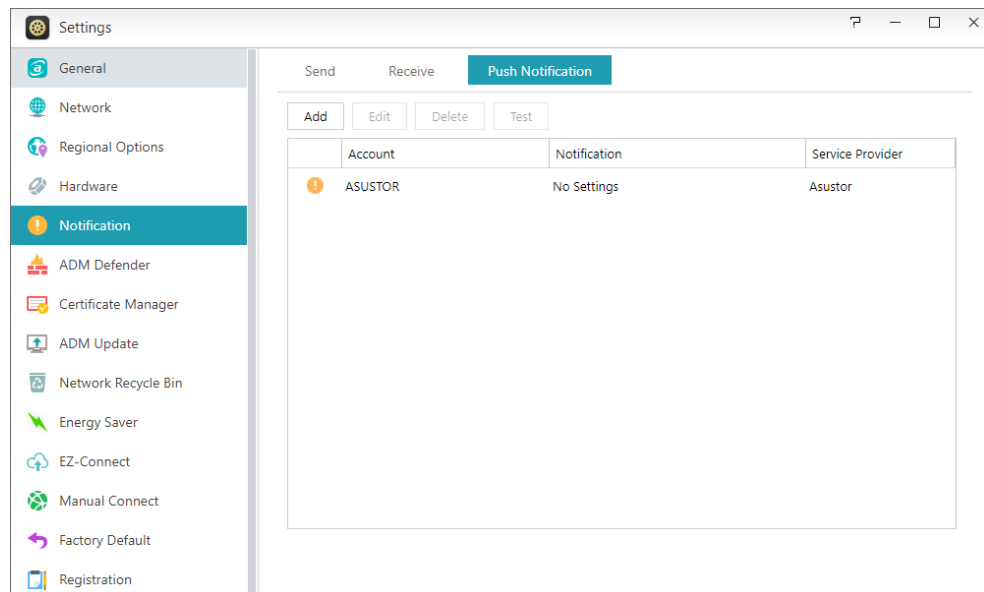 Settings
General
Network
Regional Options
Hardware
Notification
ADM Defender
Certificate Manager
ADM Update
Network Recycle Bin
Energy Saver
EZ-Connect
Manual Connect
Factory Default
Registration
Send Receive Push Notification
Add Edit Delete Test
Account Notification Service Provider
ASUSTOR No Settings Asustor